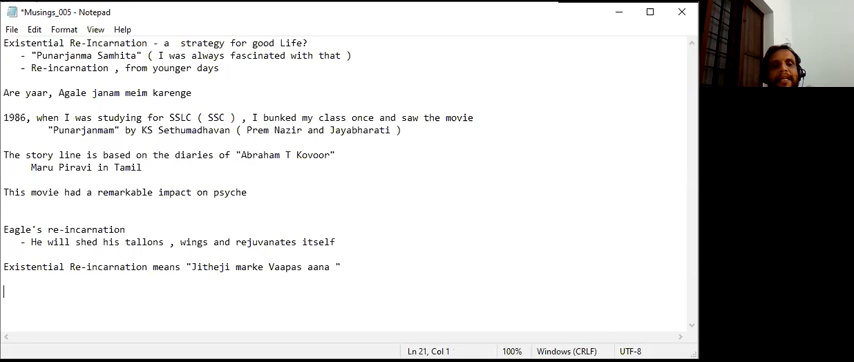 *Musings_005 - Notepad
File Edit Format View Help
Existential Re-Incarnation - a  strategy for good Life?
- "Punarjanma Samhita" ( I was always fascinated with that )
- Re-incarnation , from younger days
Are yaar, Agale janam meim karenge
1986, when I was studying for SSLC ( SSC ) , I bunked my class once and saw the movie
"Punarjanmam" by KS Sethumadhavan ( Prem Nazir and Jayabharati )
The story line is based on the diaries of "Abraham T Kovoor"
Maru Piravi in Tamil
This movie had a remarkable impact on psyche
Eagle's re-incarnation
- He will shed his tallons , wings and rejuvanates itself
Existential Re-incarnation means "Jitheji marke Vaapas aana "
Ln 21, Col 1 100% Windows (CRLF) UTF-8